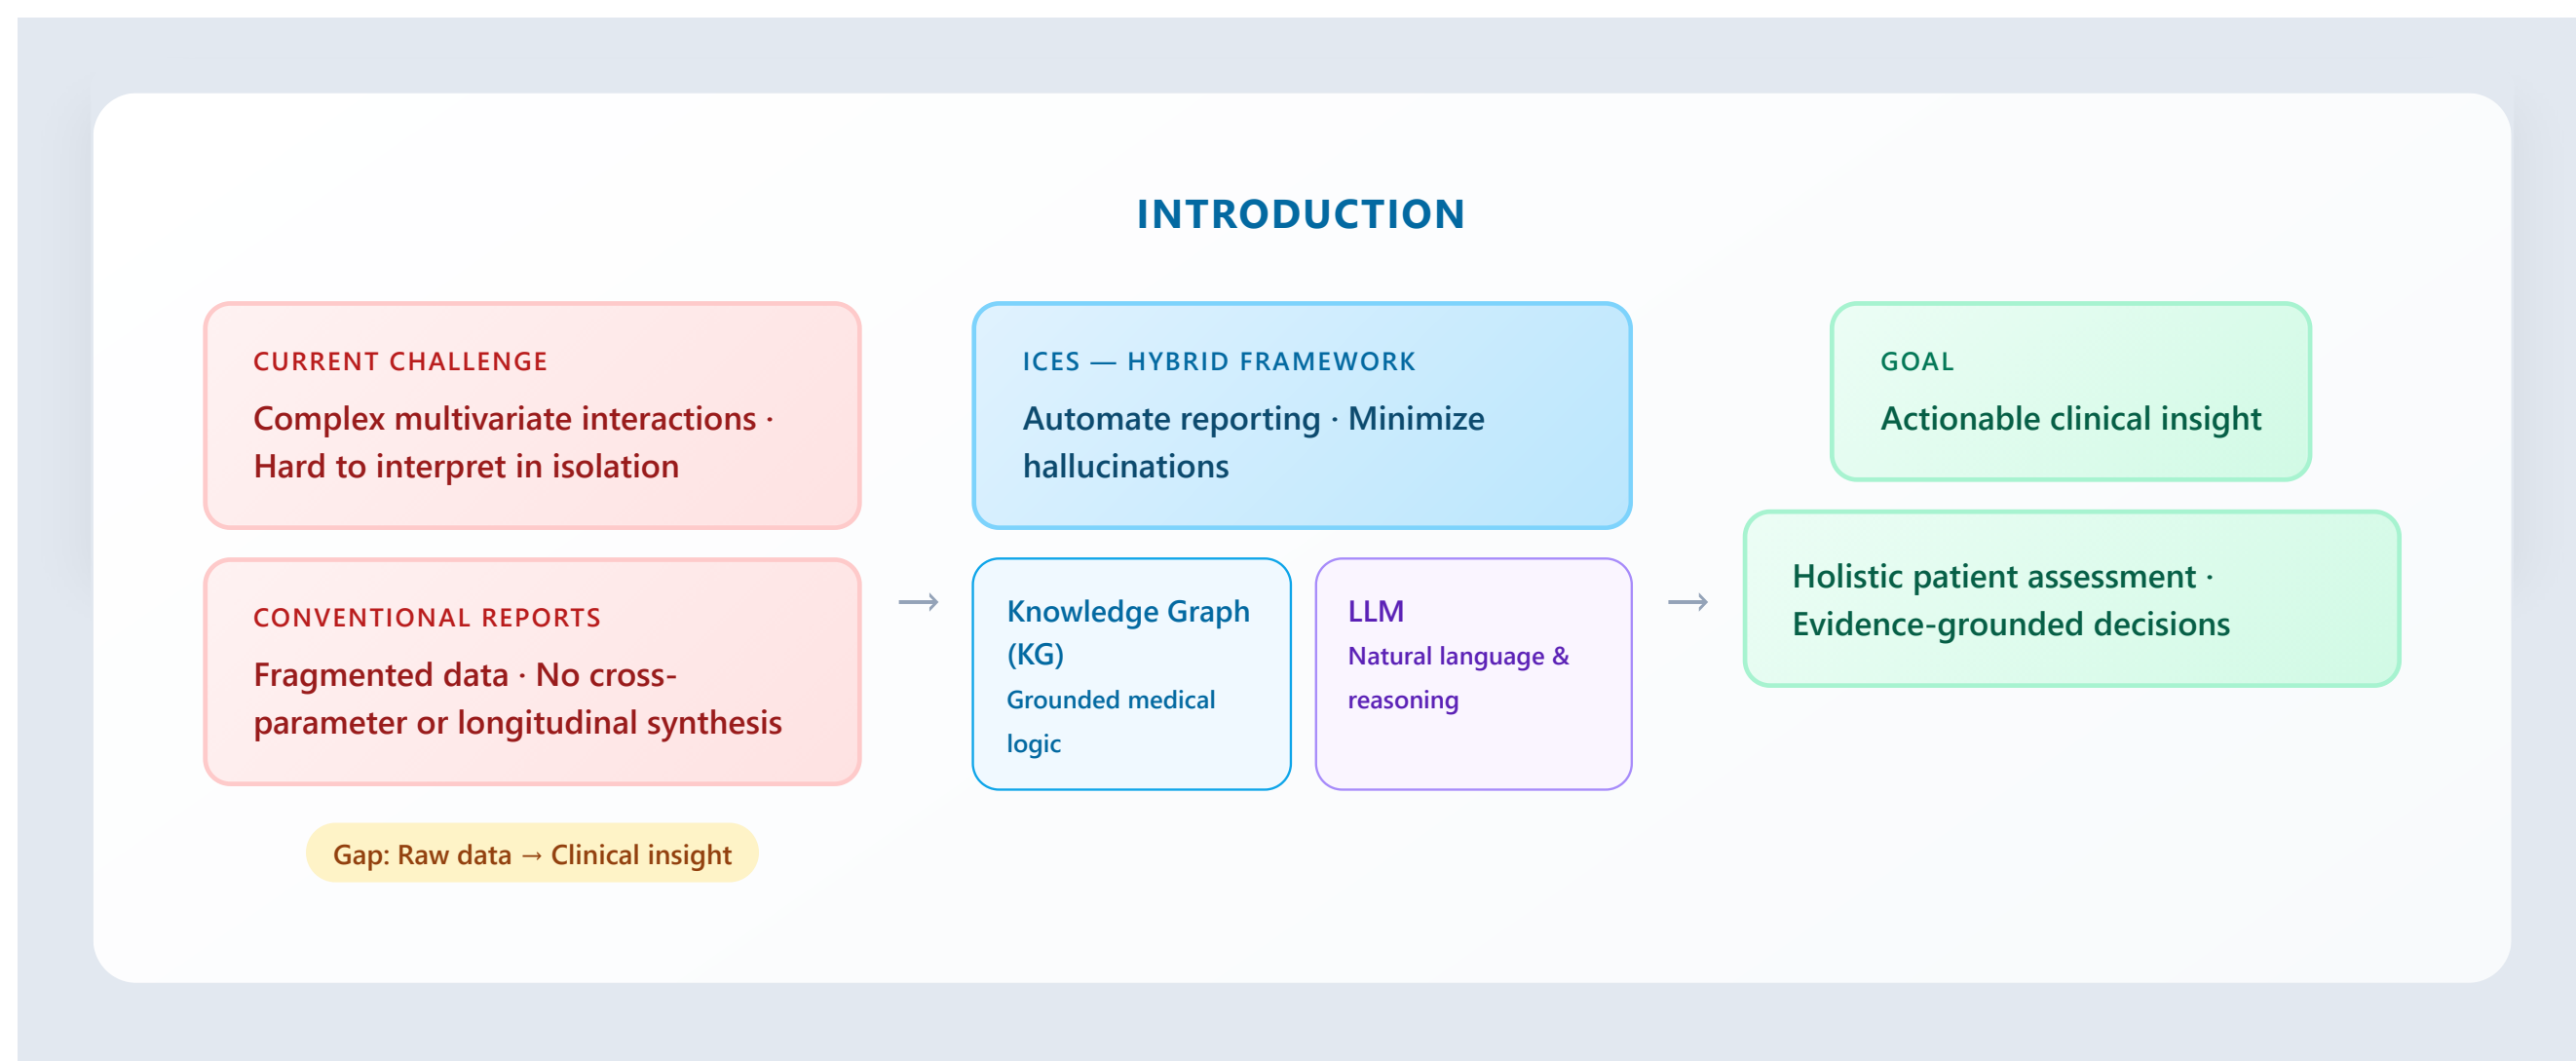 INTRODUCTION
CURRENT CHALLENGE
Complex multivariate interactions ·
Hard to interpret in isolation
CONVENTIONAL REPORTS
Fragmented data · No cross-
parameter or longitudinal synthesis
Gap: Raw data → Clinical insight
→
ICES — HYBRID FRAMEWORK
Automate reporting · Minimize
hallucinations
Knowledge Graph
(KG)
Grounded medical
logic
LLM
Natural language &
reasoning
→
GOAL
Actionable clinical insight
Holistic patient assessment ·
Evidence-grounded decisions